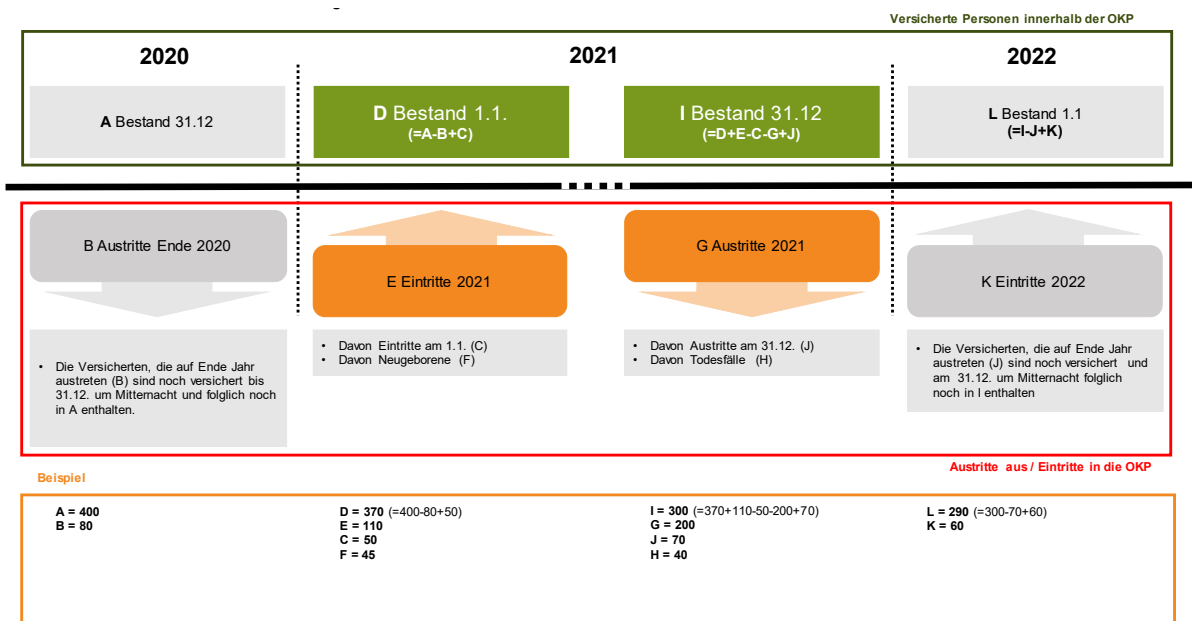 Versicherte Personen innerhalb der OKP
2020
2021
2022
A Bestand 31.12
D Bestand 1.1.
(=A-B+C)
I Bestand 31.12
(=D+E-C-G+J)
L Bestand 1.1
(=I-J+K)
B Austritte Ende 2020
E Eintritte 2021
G Austritte 2021
K Eintritte 2022
• Die Versicherten, die auf Ende Jahr
austreten (B) sind noch versichert bis
31.12. um Mitternacht und folglich noch
in A enthalten.
• Davon Eintritte am 1.1. (C)
• Davon Neugeborene (F)
• Davon Austritte am 31.12. (J)
• Davon Todesfälle (H)
• Die Versicherten, die auf Ende Jahr
austreten (J) sind noch versichert und
am 31.12. um Mitternacht folglich
noch in I enthalten
Austritte aus / Eintritte in die OKP
Beispiel
A = 400
B = 80
D = 370 (=400-80+50)
E = 110
C = 50
F = 45
I = 300 (=370+110-50-200+70)
G = 200
J = 70
H = 40
L = 290 (=300-70+60)
K = 60